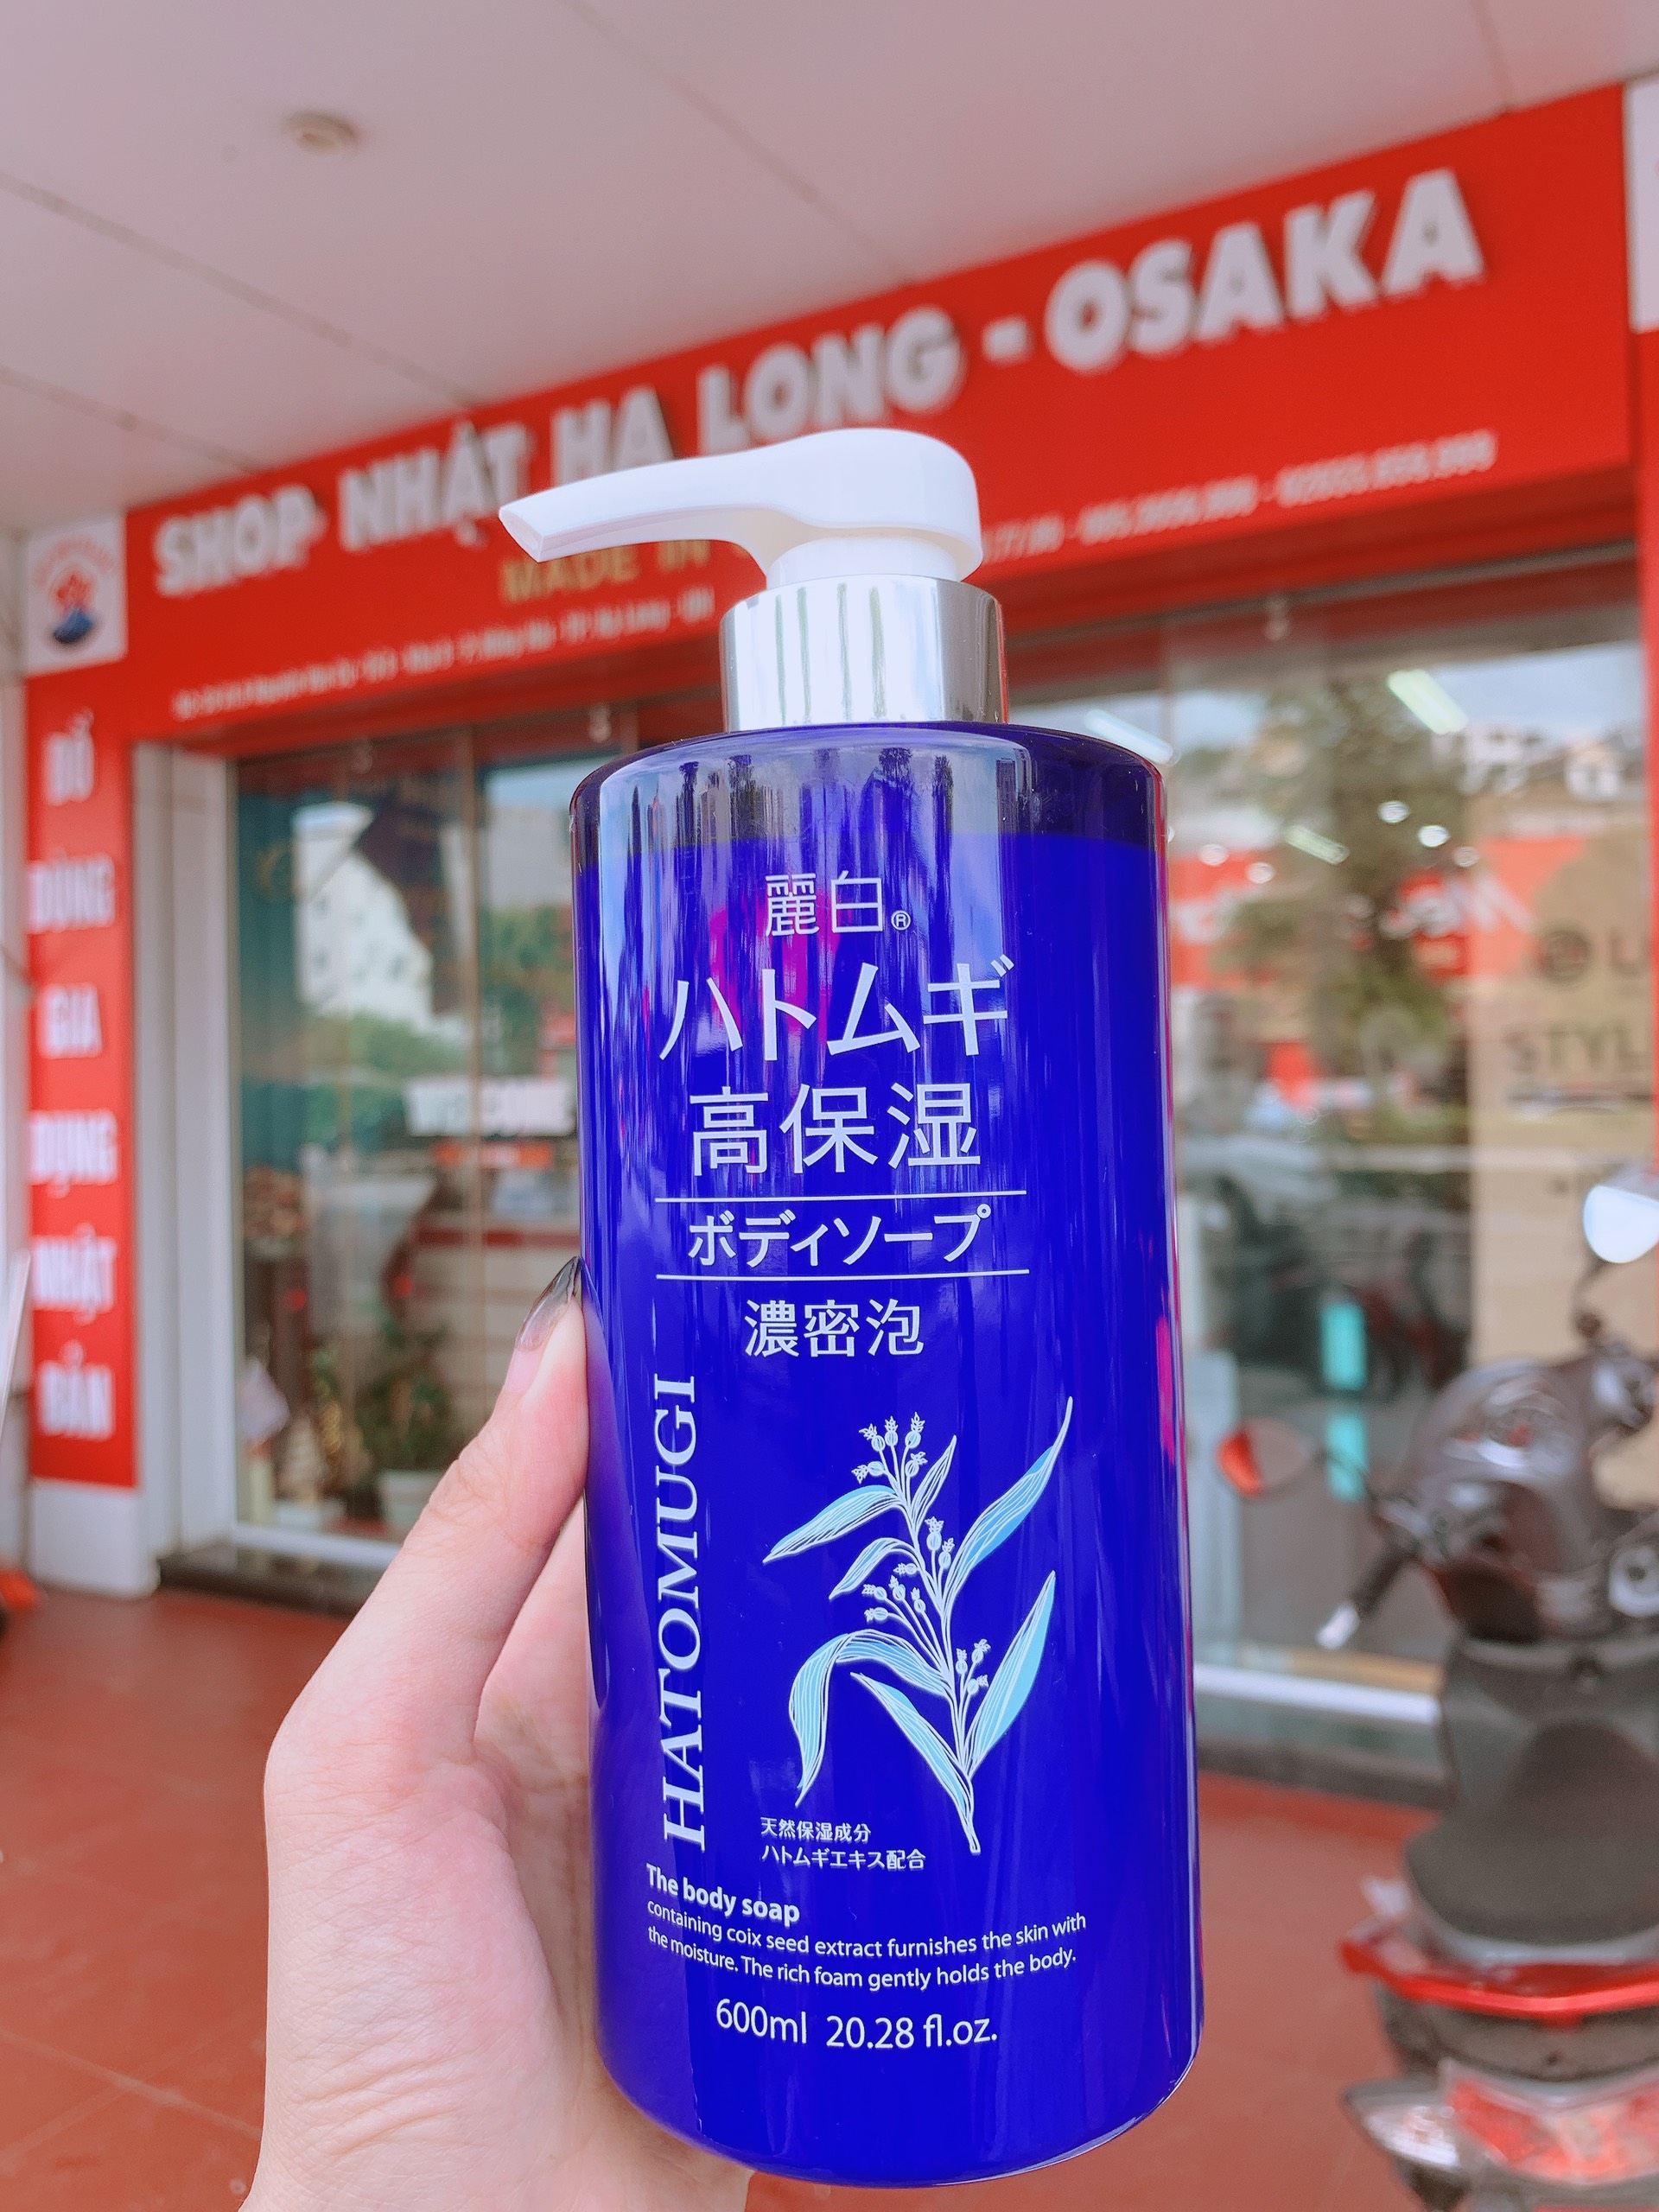 SHOP NHẬT HẠ LONG - OSAKA
MADE IN
ĐỒ
DÙNG
GIA
DỤNG
NHẬT
BẢN
WELCOME
STYL
麗白®
ハトムギ
高保湿
ボディソープ
濃密泡
HATOMUGI
天然保湿成分
ハトムギエキス配合
The body soap
containing coix seed extract furnishes the skin with
the moisture. The rich foam gently holds the body.
600ml 20.28 fl.oz.